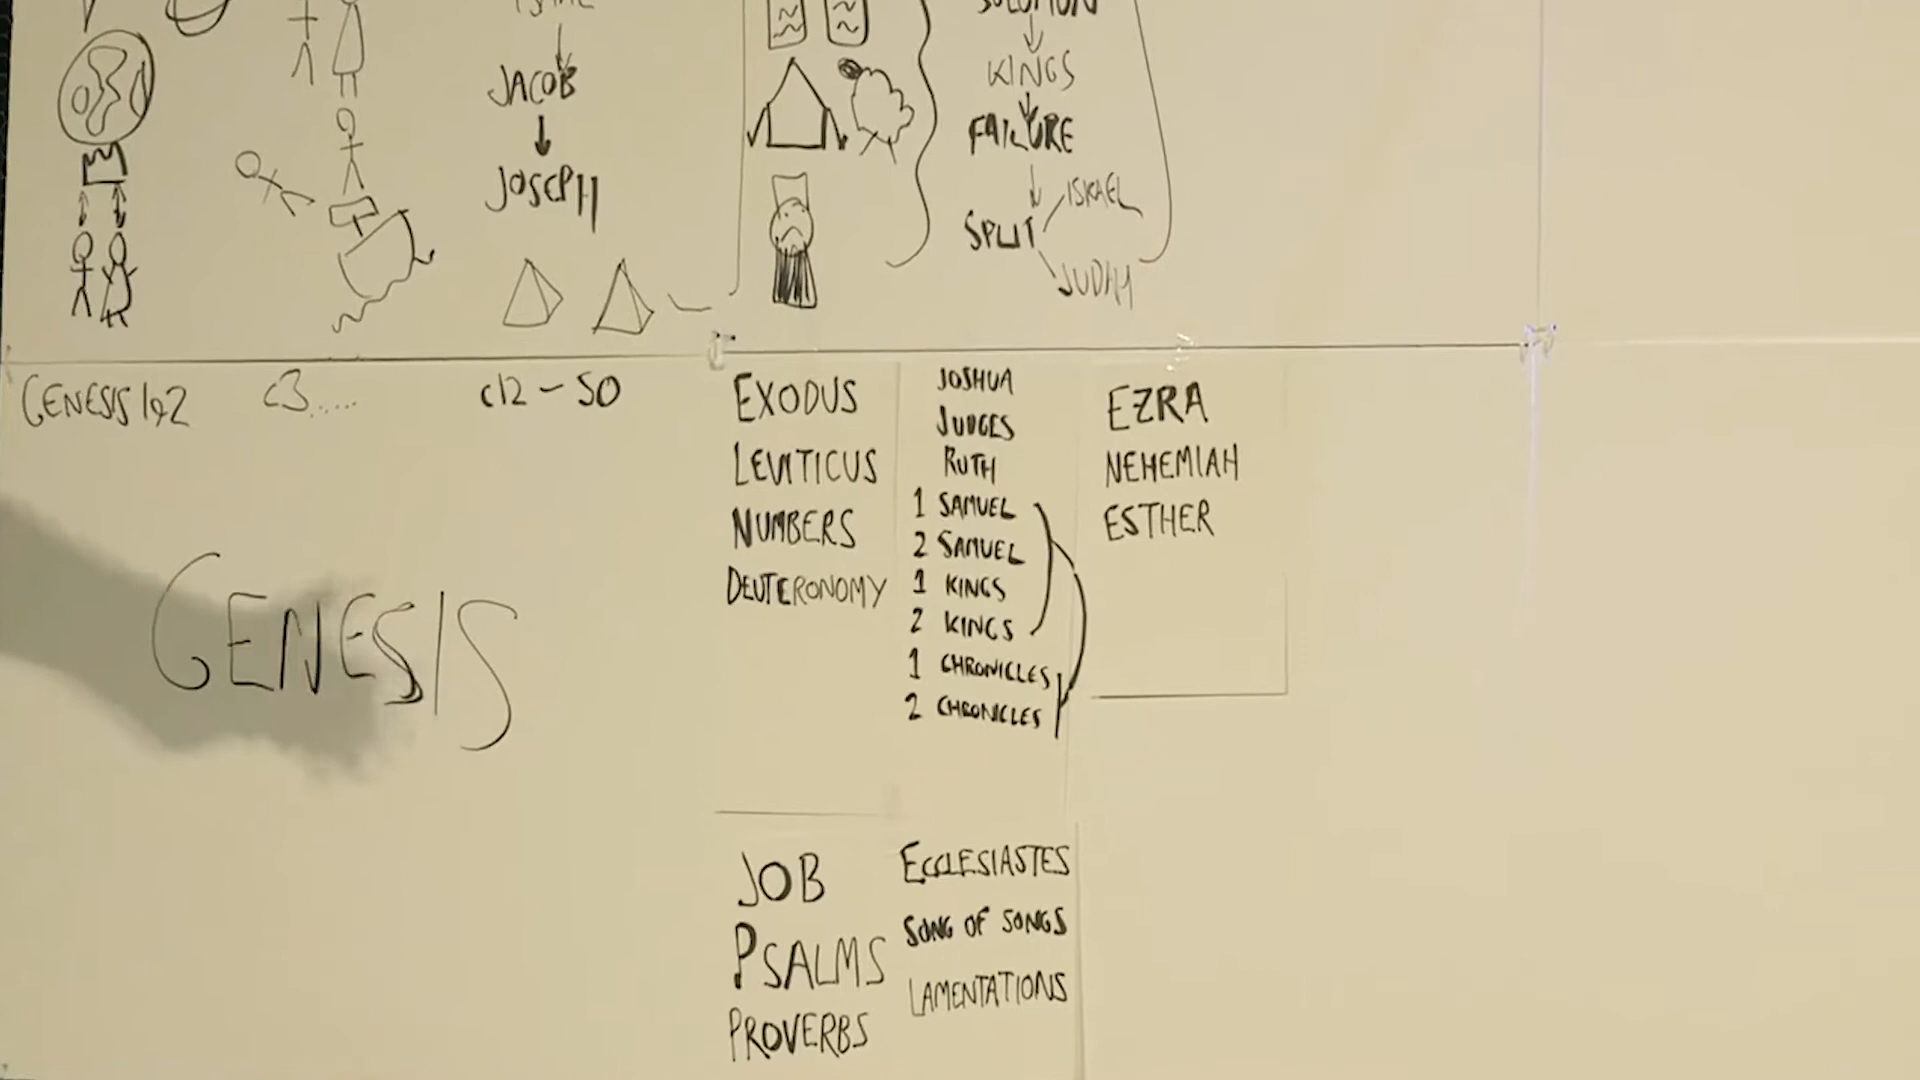 JACOB
JOSEPH
SOLOMON
KINGS
FAILURE
SPLIT
ISRAEL
JUDAH
GENESIS 1&2
c3.....
c12 - 50
GENESIS
EXODUS
LEVITICUS
NUMBERS
DEUTERONOMY
JOSHUA
JUDGES
RUTH
1 SAMUEL
2 SAMUEL
1 KINGS
2 KINGS
1 CHRONICLES
2 CHRONICLES
EZRA
NEHEMIAH
ESTHER
JOB
PSALMS
PROVERBS
ECCLESIASTES
SONG OF SONGS
LAMENTATIONS